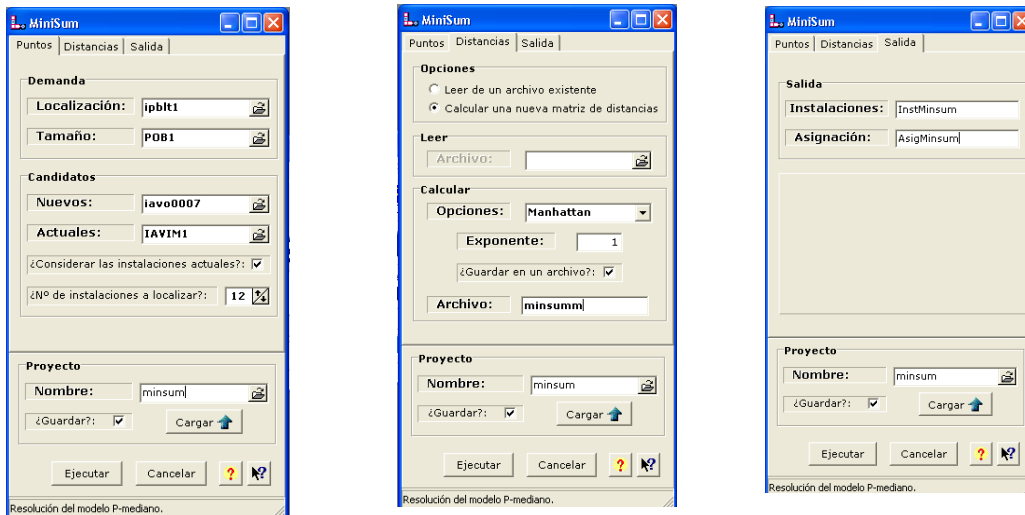 MiniSum
Puntos Distancias Salida
Demanda
Localización: ipblt1
Tamaño: POB1
Candidatos
Nuevos: iavo0007
Actuales: IAVIM1
¿Considerar las instalaciones actuales?:
¿Nº de instalaciones a localizar?: 12
Proyecto
Nombre: minsum
¿Guardar?: Cargar
Ejecutar Cancelar ? ?
Resolución del modelo P-mediano.
MiniSum
Puntos Distancias Salida
Opciones
Leer de un archivo existente
Calcular una nueva matriz de distancias
Leer
Archivo:
Calcular
Opciones: Manhattan
Exponente: 1
¿Guardar en un archivo?:
Archivo: minsumm
Proyecto
Nombre: minsum
¿Guardar?: Cargar
Ejecutar Cancelar ? ?
Resolución del modelo P-mediano.
MiniSum
Puntos Distancias Salida
Salida
Instalaciones: InstMinsum
Asignación: AsigMinsum
Proyecto
Nombre: minsum
¿Guardar?: Cargar
Ejecutar Cancelar ? ?
Resolución del modelo P-mediano.